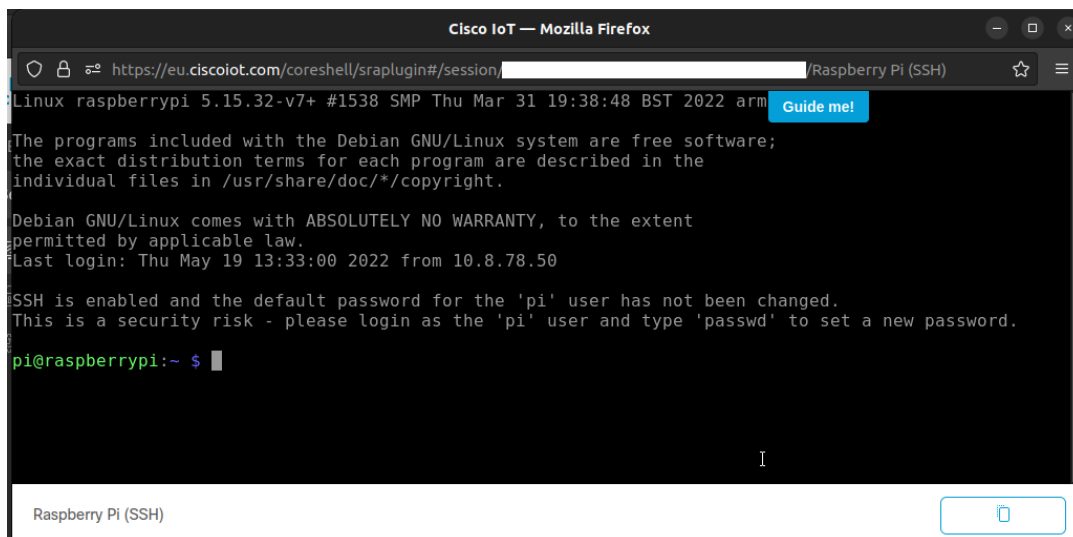 Cisco IoT — Mozilla Firefox
https://eu.ciscoiot.com/coreshell/sraplugin#/session/ /Raspberry Pi (SSH)
Linux raspberrypi 5.15.32-v7+ #1538 SMP Thu Mar 31 19:38:48 BST 2022 arm
Guide me!
The programs included with the Debian GNU/Linux system are free software;
the exact distribution terms for each program are described in the
individual files in /usr/share/doc/*/copyright.
Debian GNU/Linux comes with ABSOLUTELY NO WARRANTY, to the extent
permitted by applicable law.
Last login: Thu May 19 13:33:00 2022 from 10.8.78.50
SSH is enabled and the default password for the 'pi' user has not been changed.
This is a security risk - please login as the 'pi' user and type 'passwd' to set a new password.
pi@raspberrypi:~ $
Raspberry Pi (SSH)